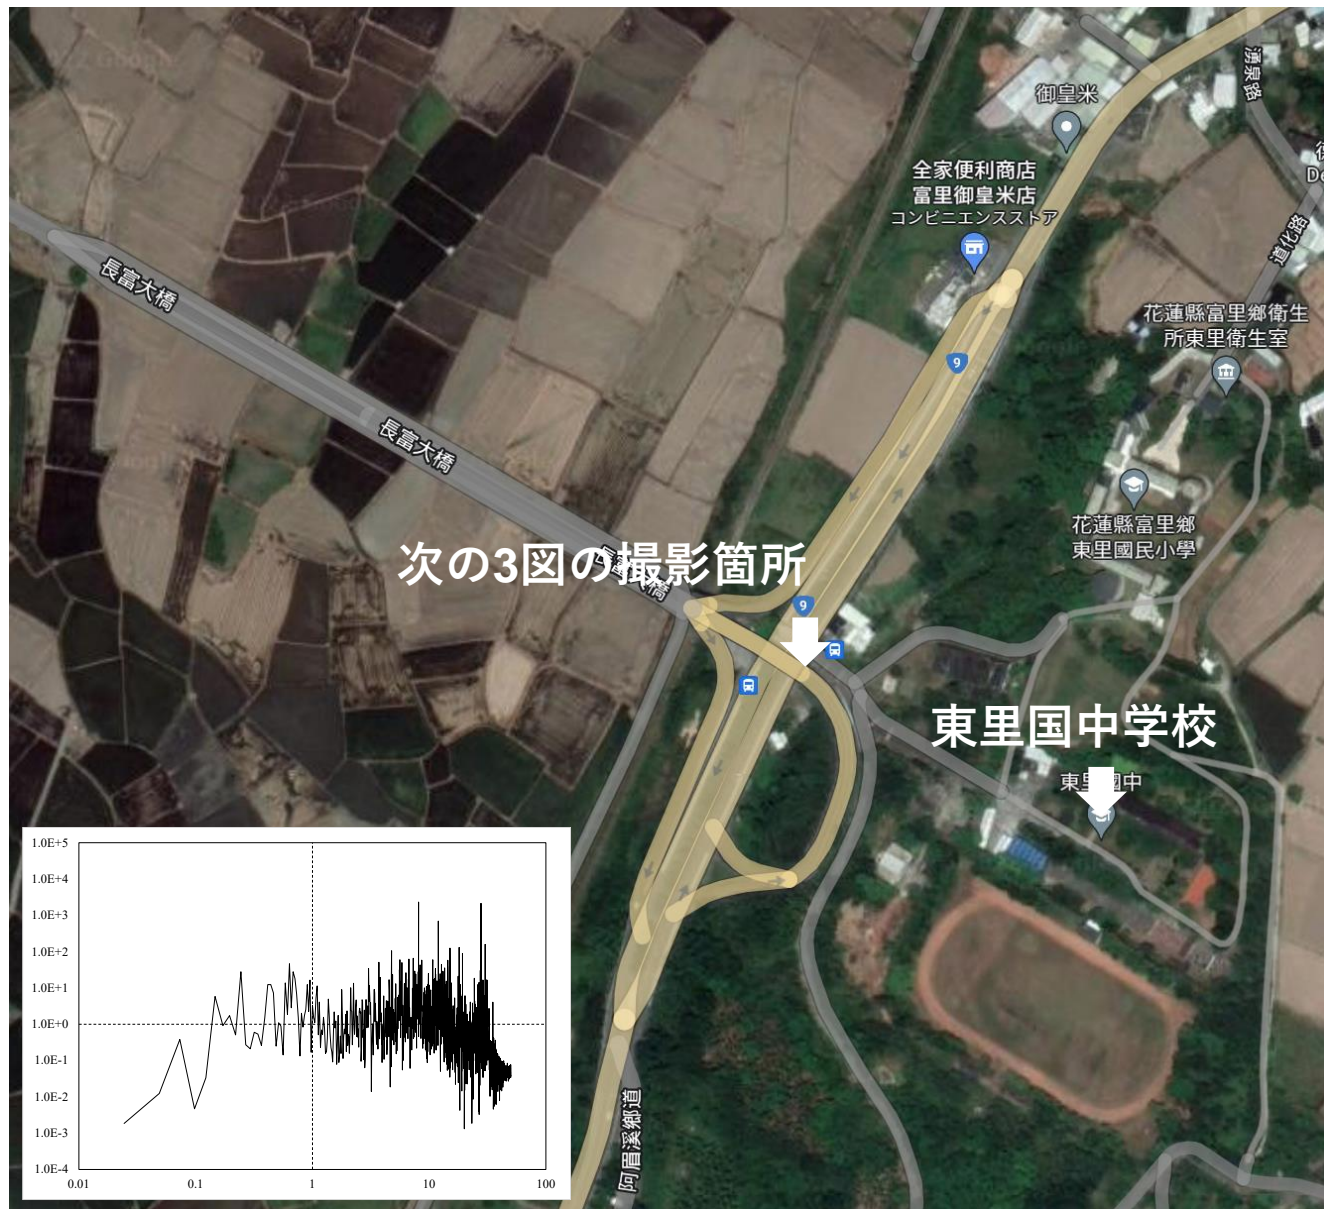 湧泉路
御皇米
全家便利商店
富里御皇米店
コンビニエンスストア
道化路
長富大橋
9
花蓮縣富里鄉衛生
所東里衛生室
長富大橋
花蓮縣富里鄉
東里國民小學
次の3図の撮影箇所
9
東里国中学校
阿眉溪鄉道
1.0E+5
1.0E+4
1.0E+3
1.0E+2
1.0E+1
1.0E+0
1.0E-1
1.0E-2
1.0E-3
1.0E-4
0.01 0.1 1 10 100